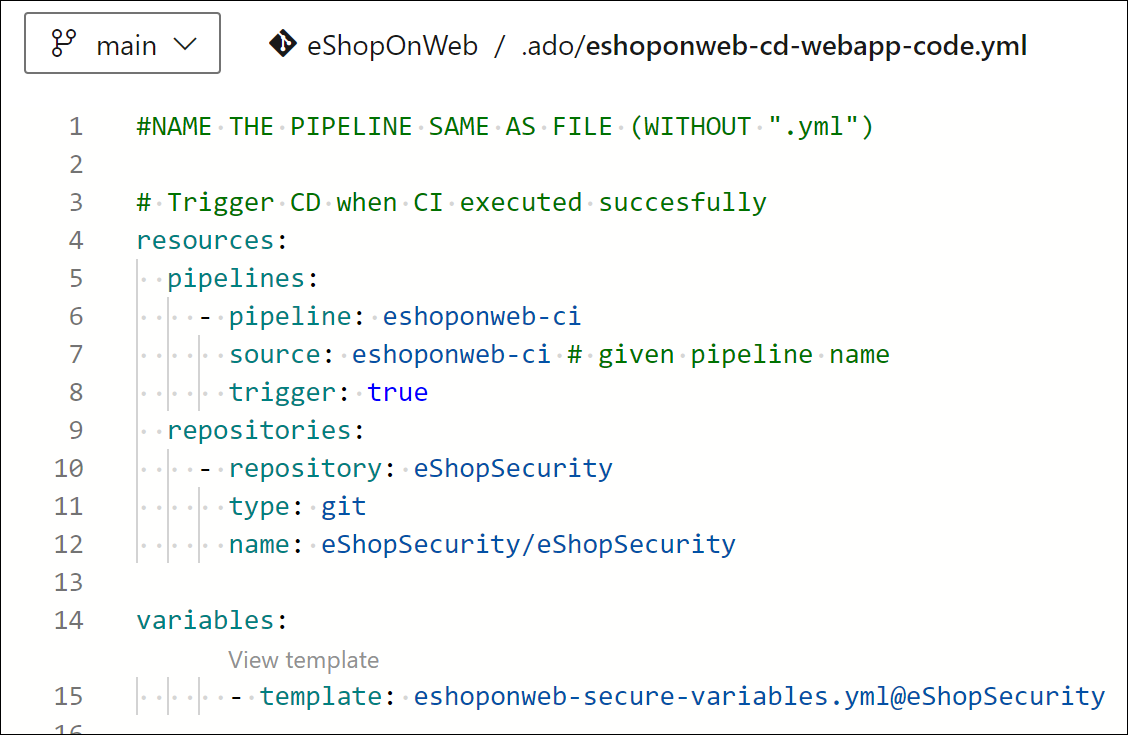 main eShopOnWeb / .ado/eshoponweb-cd-webapp-code.yml
1 #NAME THE PIPELINE SAME AS FILE (WITHOUT ".yml")
2
3 # Trigger CD when CI executed succesfully
4 resources:
5   pipelines:
6     - pipeline: eshoponweb-ci
7       source: eshoponweb-ci # given pipeline name
8       trigger: true
9   repositories:
10     - repository: eShopSecurity
11       type: git
12       name: eShopSecurity/eShopSecurity
13
14 variables:
View template
15       - template: eshoponweb-secure-variables.yml@eShopSecurity
16